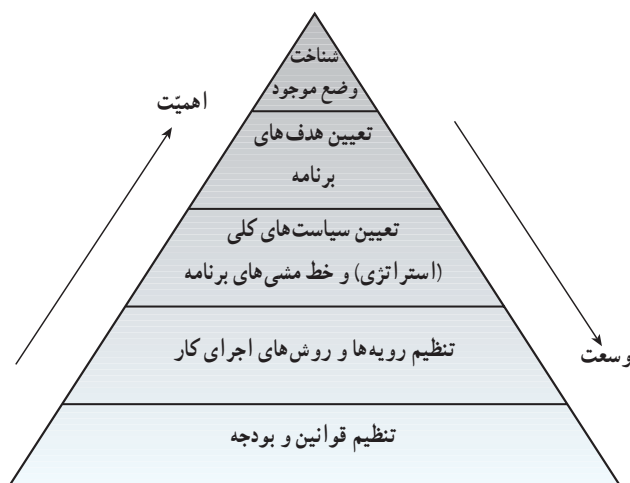 شناخت
وضع موجود
اهمیّت
تعیین هدف‌های
برنامه
تعیین سیاست‌های کلی
(استراتژی) و خط مشی‌های برنامه
تنظیم رویه‌ها و روش‌های اجرای کار
وسعت
تنظیم قوانین و بودجه